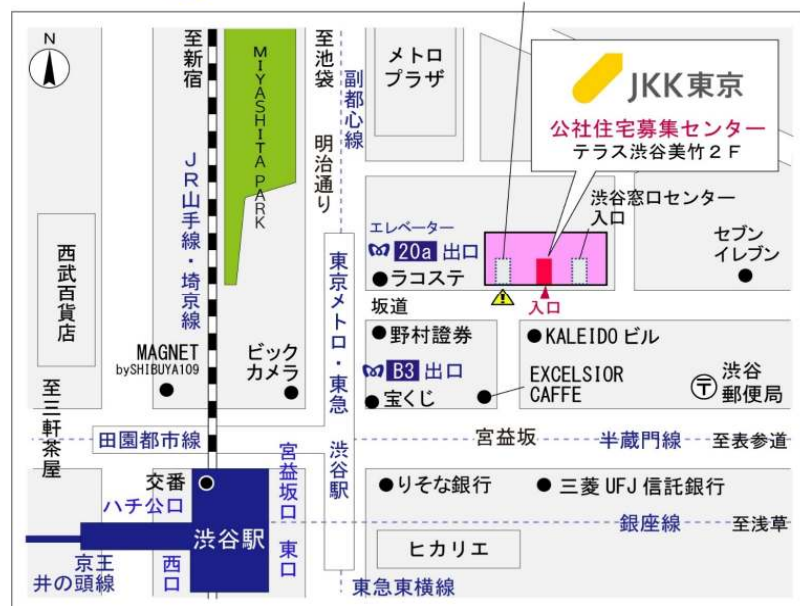 N
至新宿
MIYASHITA PARK
至池袋
副都心線
明治通り
メトロ
プラザ
JKK東京
公社住宅募集センター
テラス渋谷美竹2F
JR山手線・埼京線
エレベーター
20a 出口
ラコステ
渋谷窓口センター
入口
セブン
イレブン
西武百貨店
東京メトロ・東急 渋谷駅
坂道
入口
野村證券
KALEIDO ビル
MAGNET
bySHIBUYA109
ビック
カメラ
B3 出口
宝くじ
EXCELSIOR
CAFFE
渋谷
郵便局
至三軒茶屋
田園都市線
宮益坂
半蔵門線
至表参道
交番
ハチ公口
宮益坂口
りそな銀行
三菱UFJ信託銀行
渋谷駅
銀座線
至浅草
京王
井の頭線
西口
東口
ヒカリエ
東急東横線